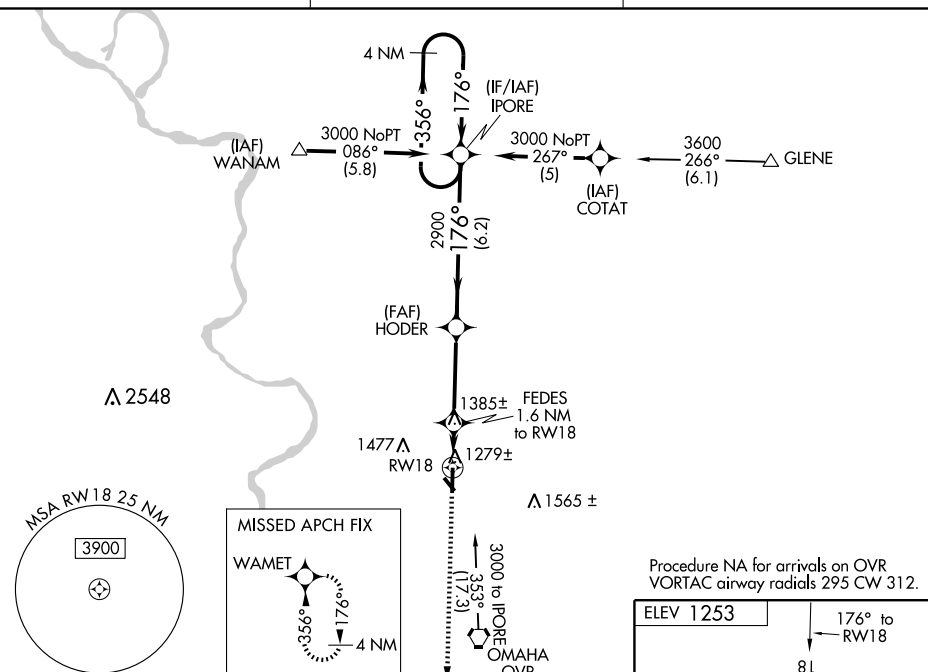 4 NM
356°
176°
(IF/IAF)
IPORE
(IAF)
WANAM
3000 NoPT
086°
(5.8)
3000 NoPT
267°
(5)
(IAF)
COTAT
3600
266°
(6.1)
GLENE
2900
176°
(6.2)
(FAF)
HODER
2548
1385±
FEDES
1.6 NM
to RW18
1477
RW18
1279±
1565 ±
MSA RW18 25 NM
3900
MISSED APCH FIX
WAMET
356°
176°
4 NM
3000 to IPORE
353°
(17.3)
OMAHA
OVR
Procedure NA for arrivals on OVR
VORTAC airway radials 295 CW 312.
ELEV 1253
176° to
RW18